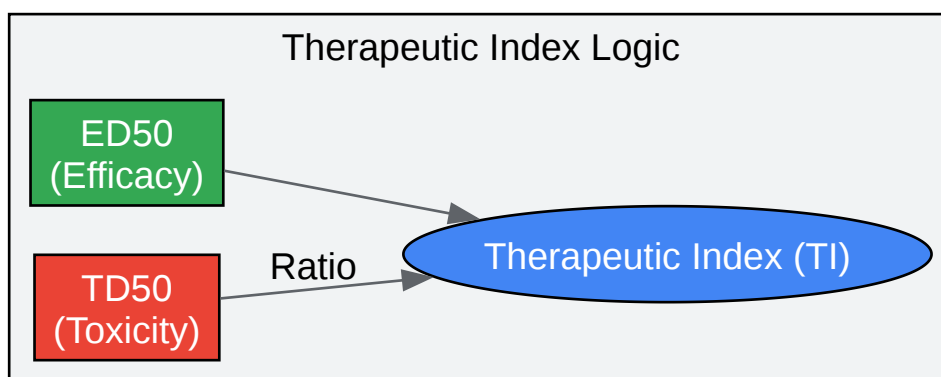 Therapeutic Index Logic
ED50
(Efficacy)
Ratio
Therapeutic Index (TI)
TD50
(Toxicity)